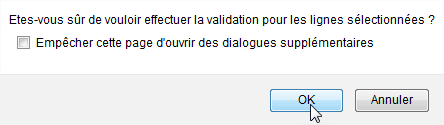 Etes-vous sûr de vouloir effectuer la validation pour les lignes sélectionnées ?
Empêcher cette page d'ouvrir des dialogues supplémentaires
OK Annuler